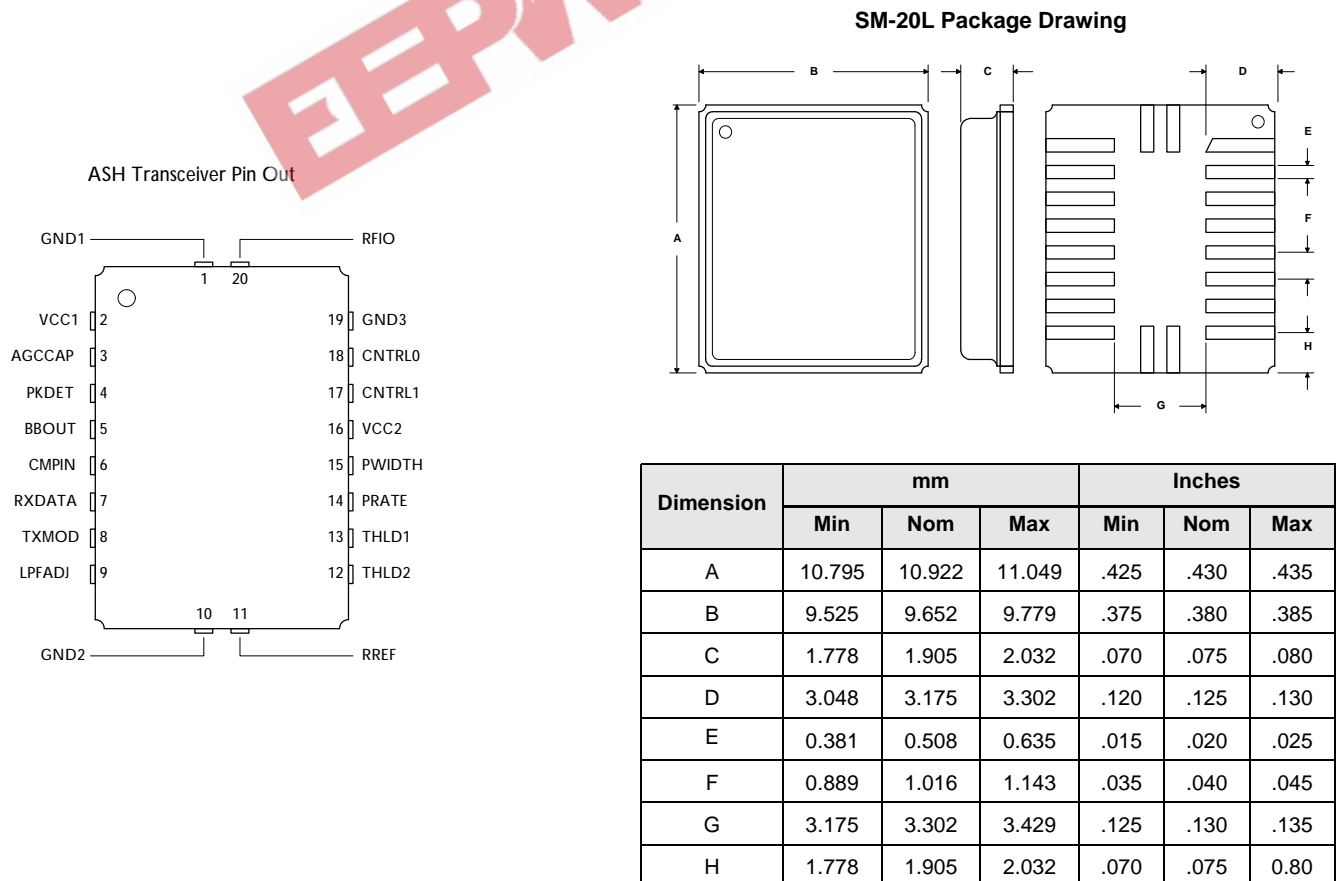 EEPW
SM-20L Package Drawing
B
C
D
E
A
F
H
G
ASH Transceiver Pin Out
GND1
RFIO
1 20
VCC1 2
19 GND3
AGCCAP 3
18 CNTRL0
PKDET 4
17 CNTRL1
BBOUT 5
16 VCC2
CMPIN 6
15 PWIDTH
RXDATA 7
14 PRATE
TXMOD 8
13 THLD1
LPFADJ 9
12 THLD2
10 11
GND2
RREF
Dimension mm Inches
Min Nom Max Min Nom Max
A 10.795 10.922 11.049 .425 .430 .435
B 9.525 9.652 9.779 .375 .380 .385
C 1.778 1.905 2.032 .070 .075 .080
D 3.048 3.175 3.302 .120 .125 .130
E 0.381 0.508 0.635 .015 .020 .025
F 0.889 1.016 1.143 .035 .040 .045
G 3.175 3.302 3.429 .125 .130 .135
H 1.778 1.905 2.032 .070 .075 0.80